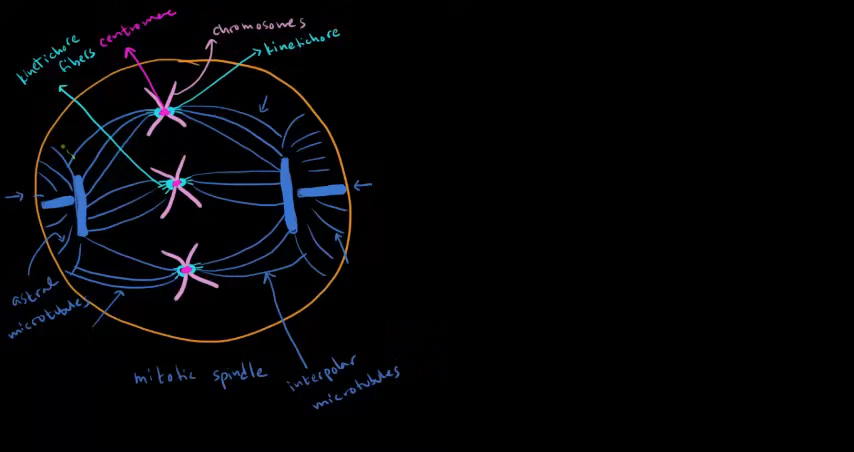 kinetichore
fibers
centromere
chromosomes
kinetichore
astral
microtubules
mitotic spindle
interpolar
microtubules